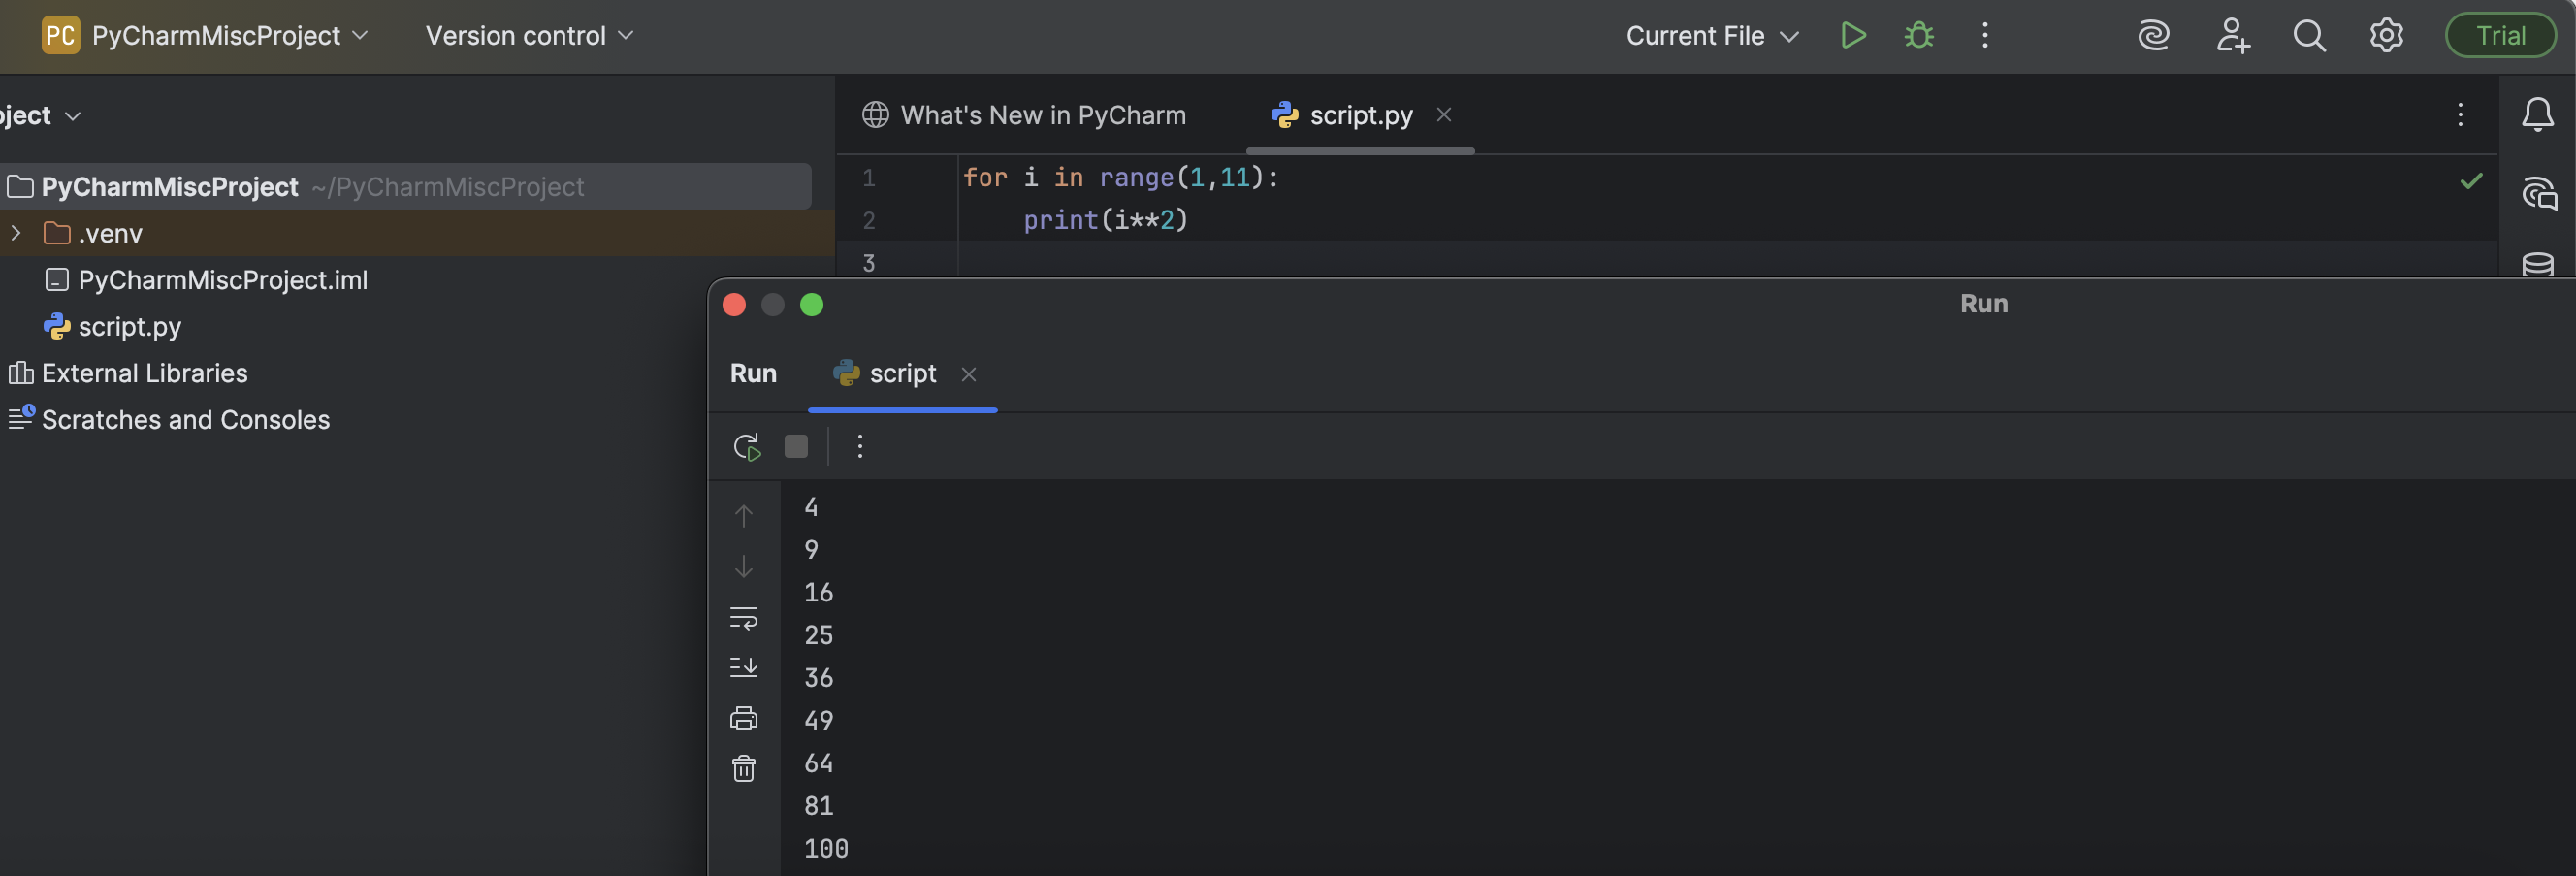 PC PyCharmMiscProject Version control Current File Trial
oject
What's New in PyCharm script.py
PyCharmMiscProject ~/PyCharmMiscProject
.venv
PyCharmMiscProject.iml
script.py
External Libraries
Scratches and Consoles
1 for i in range(1,11):
2 print(i**2)
3
Run
Run script
4
9
16
25
36
49
64
81
100